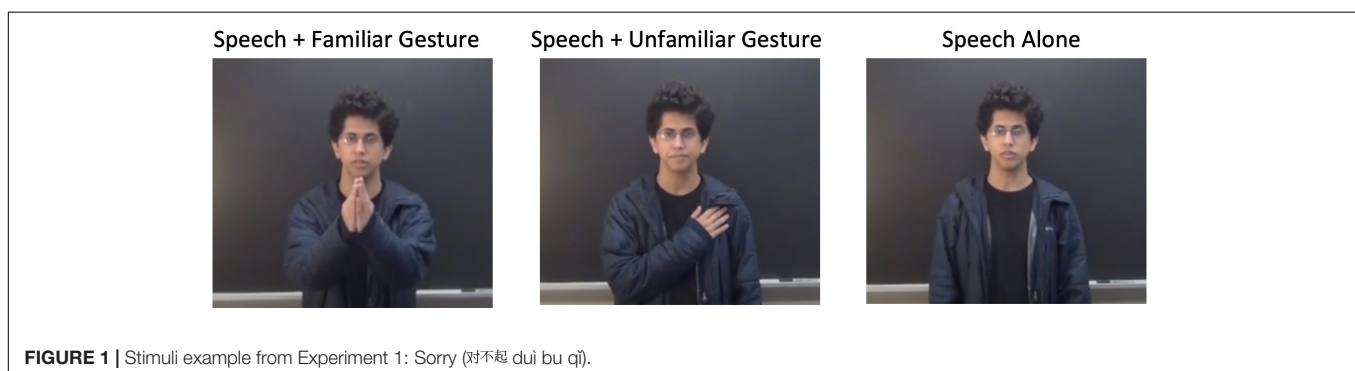 Speech + Familiar Gesture
Speech + Unfamiliar Gesture
Speech Alone
FIGURE 1 | Stimuli example from Experiment 1: Sorry (对不起 duì bu qǐ).